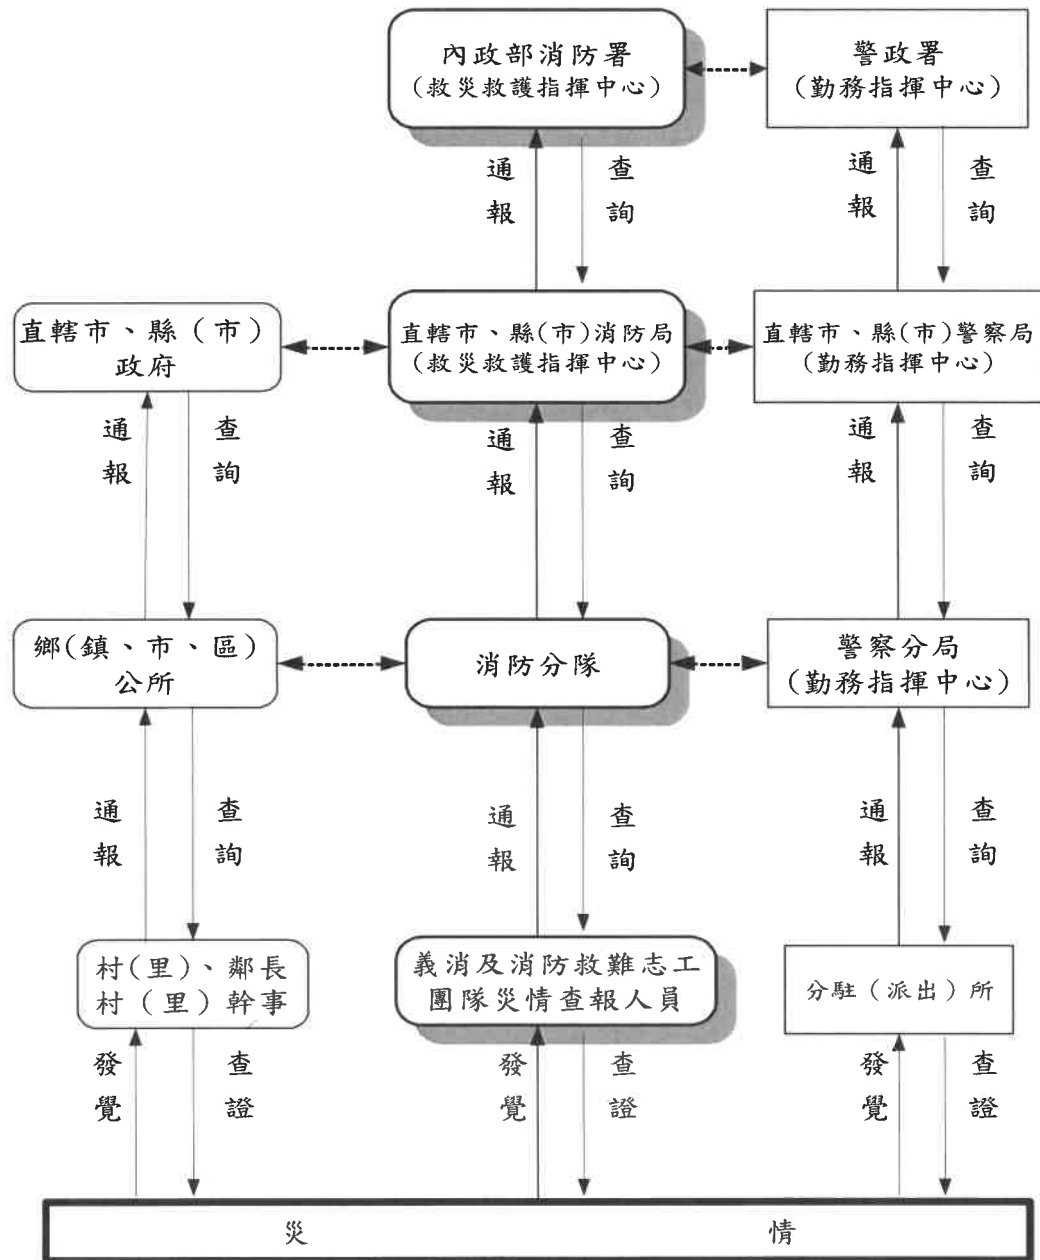 內政部消防署
(救災救護指揮中心)
警政署
(勤務指揮中心)
通報
查詢
通報
查詢
直轄市、縣(市)
政府
直轄市、縣(市)消防局
(救災救護指揮中心)
直轄市、縣(市)警察局
(勤務指揮中心)
通報
查詢
通報
查詢
通報
查詢
鄉(鎮、市、區)
公所
消防分隊
警察分局
(勤務指揮中心)
通報
查詢
通報
查詢
通報
查詢
村(里)、鄰長
村(里)幹事
義消及消防救難志工
團隊災情查報人員
分駐(派出)所
發覺
查證
發覺
查證
發覺
查證
災情